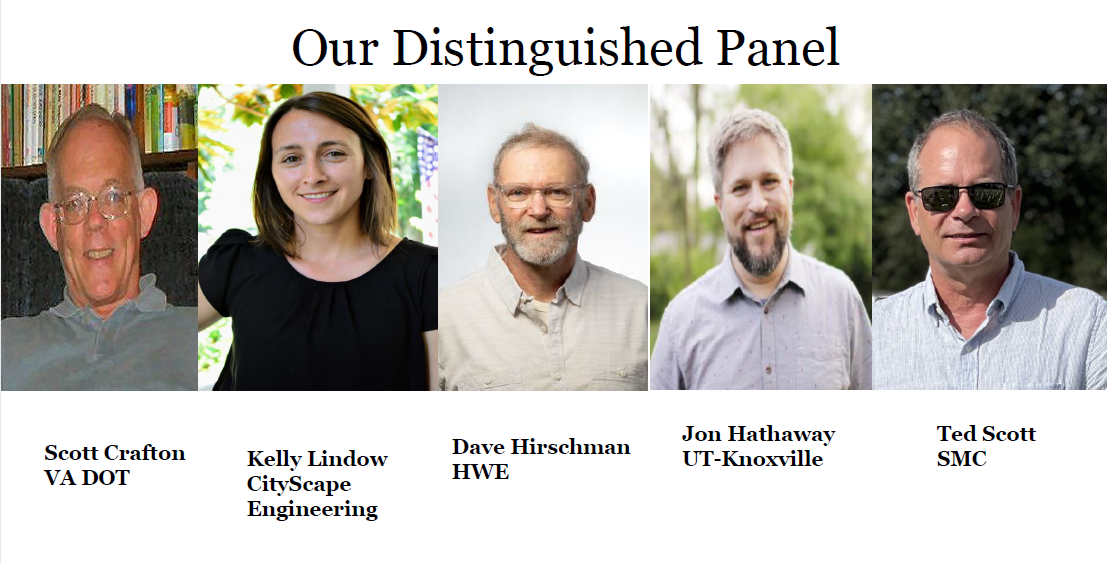 Our Distinguished Panel
Scott Crafton
VA DOT
Kelly Lindow
CityScape
Engineering
Dave Hirschman
HWE
Jon Hathaway
UT-Knoxville
Ted Scott
SMC